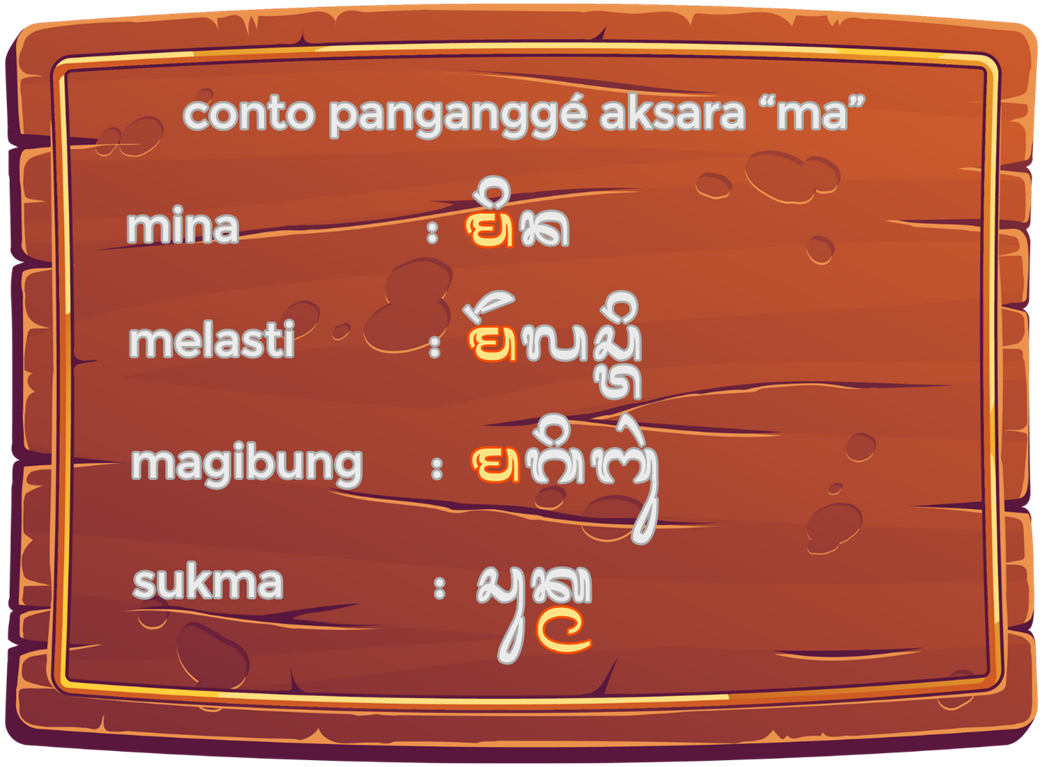 conto panganggé aksara “ma”
mina : ᬫᬶᬦ
melasti : ᬫᭂᬮᬲ᭄ᬢᬶ
magibung : ᬫᬕᬶᬩᬸᬂ
sukma : ᬲᬸᬓ᭄ᬫ